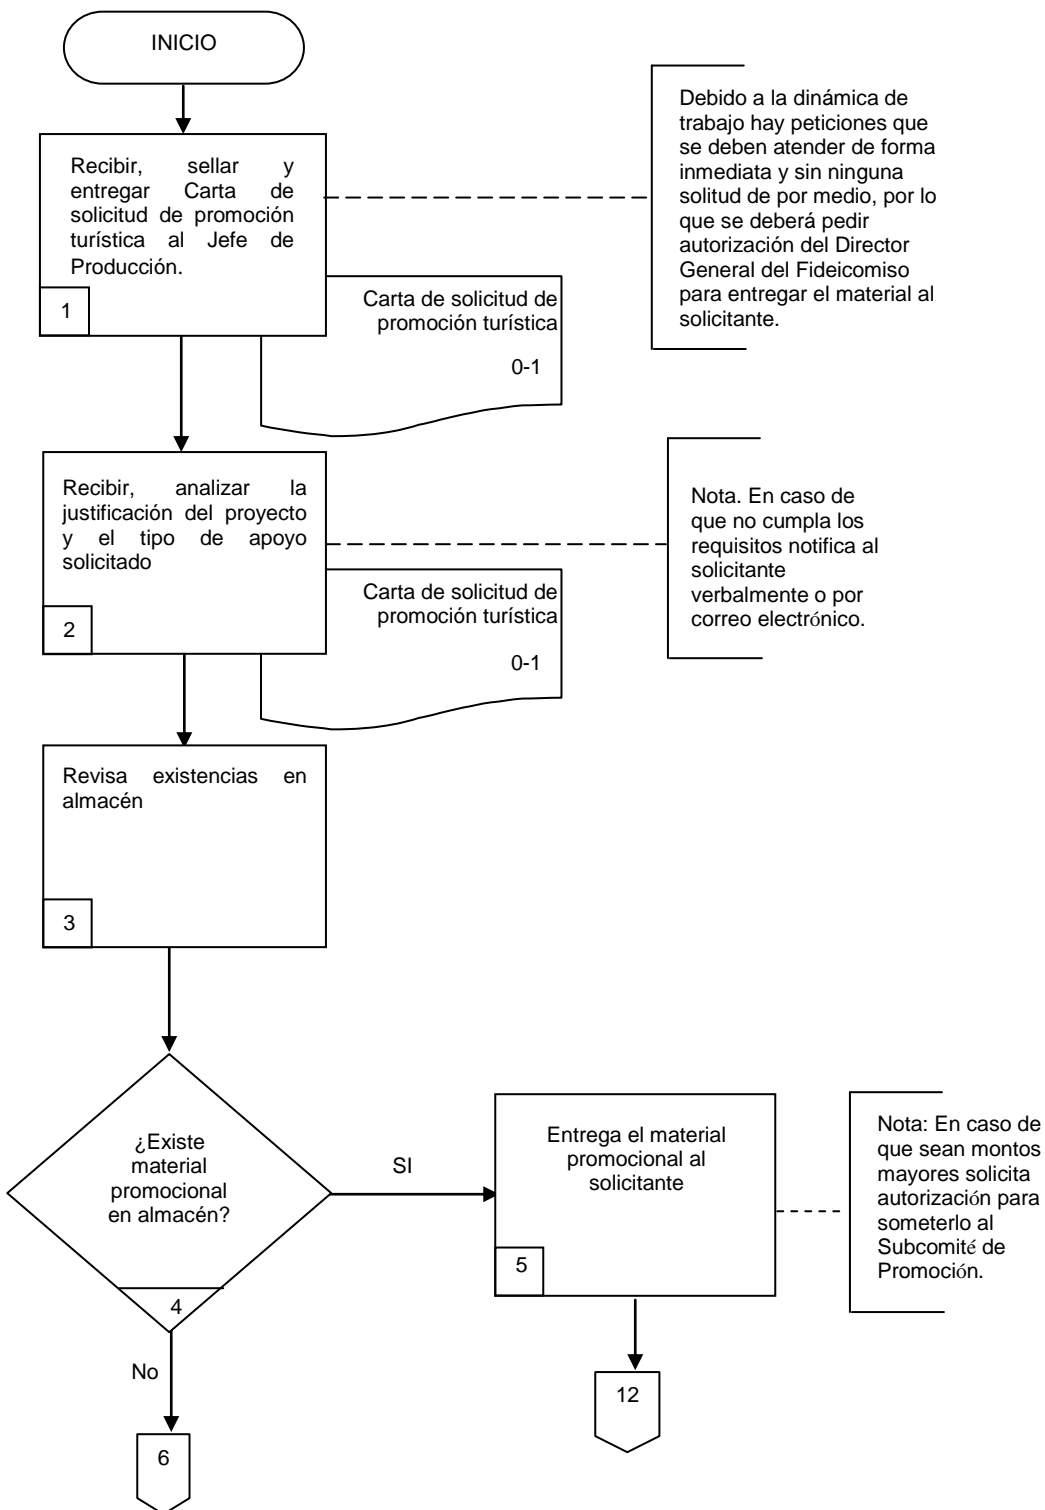 INICIO
Recibir, sellar y
entregar Carta de
solicitud de promoción
turística al Jefe de
Producción.
1
Debido a la dinámica de
trabajo hay peticiones que
se deben atender de forma
inmediata y sin ninguna
solitud de por medio, por lo
que se deberá pedir
autorización del Director
General del Fideicomiso
para entregar el material al
solicitante.
Carta de solicitud de
promoción turística
0-1
Recibir, analizar la
justificación del proyecto
y el tipo de apoyo
solicitado
2
Nota. En caso de
que no cumpla los
requisitos notifica al
solicitante
verbalmente o por
correo electrónico.
Carta de solicitud de
promoción turística
0-1
Revisa existencias en
almacén
3
¿Existe
material
promocional
en almacén?
4
SI
Entrega el material
promocional al
solicitante
5
Nota: En caso de
que sean montos
mayores solicita
autorización para
someterlo al
Subcomité de
Promoción.
No
12
6